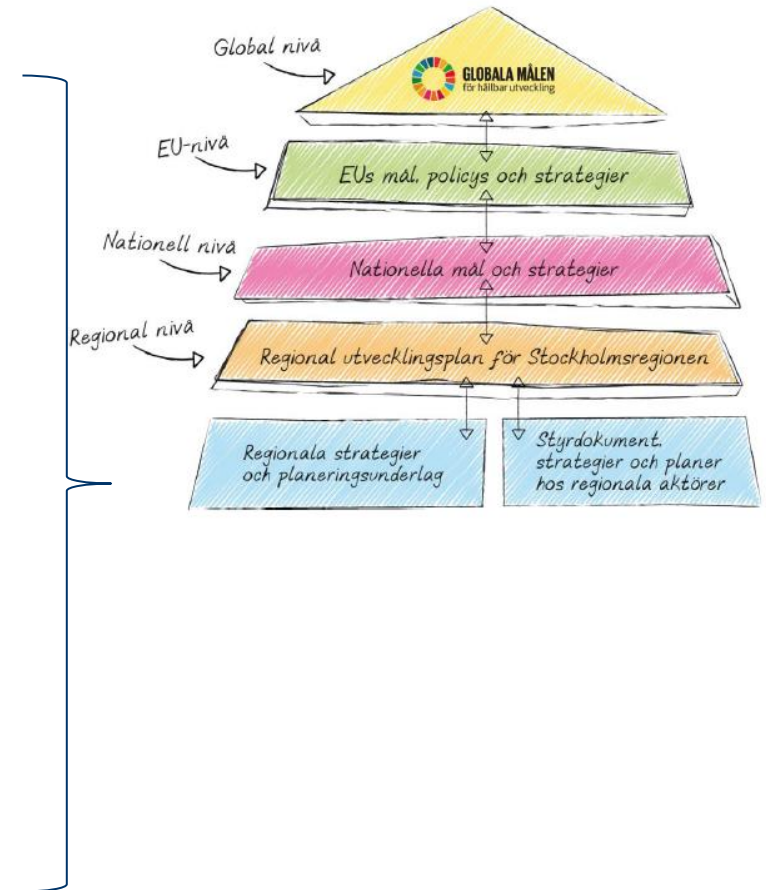 Global nivå
GLOBALA MÅLEN
för hållbar utveckling
EU-nivå
EUs mål, policys och strategier
Nationell nivå
Nationella mål och strategier
Regional nivå
Regional utvecklingsplan för Stockholmsregionen
Regionala strategier
och planeringsunderlag
Styrdokument,
strategier och planer
hos regionala aktörer